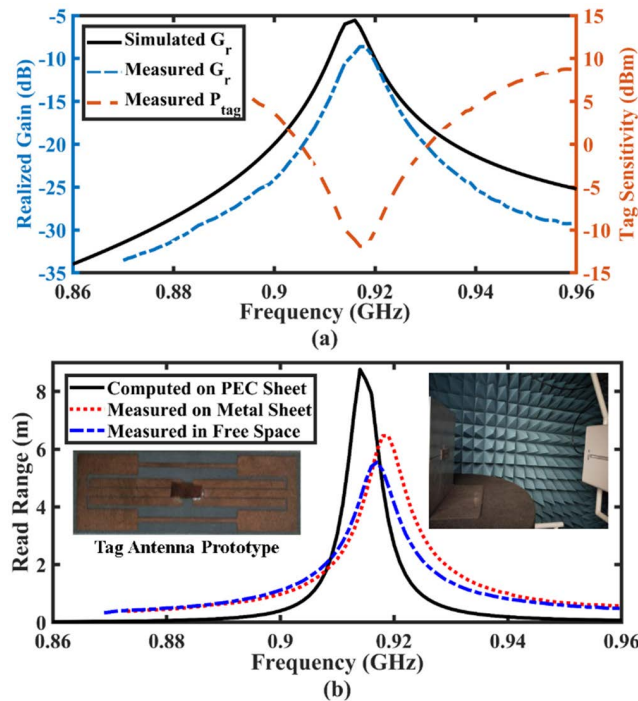 -5
-10
-15
-20
-25
-30
-35
Realized Gain (dB)
Simulated G_r
Measured G_r
Measured P_tag
15
10
5
0
-5
-10
-15
Tag Sensitivity (dBm)
0.86 0.88 0.9 0.92 0.94 0.96
Frequency (GHz)
(a)
8
6
4
2
0
Read Range (m)
Computed on PEC Sheet
Measured on Metal Sheet
Measured in Free Space
Tag Antenna Prototype
0.86 0.88 0.9 0.92 0.94 0.96
Frequency (GHz)
(b)